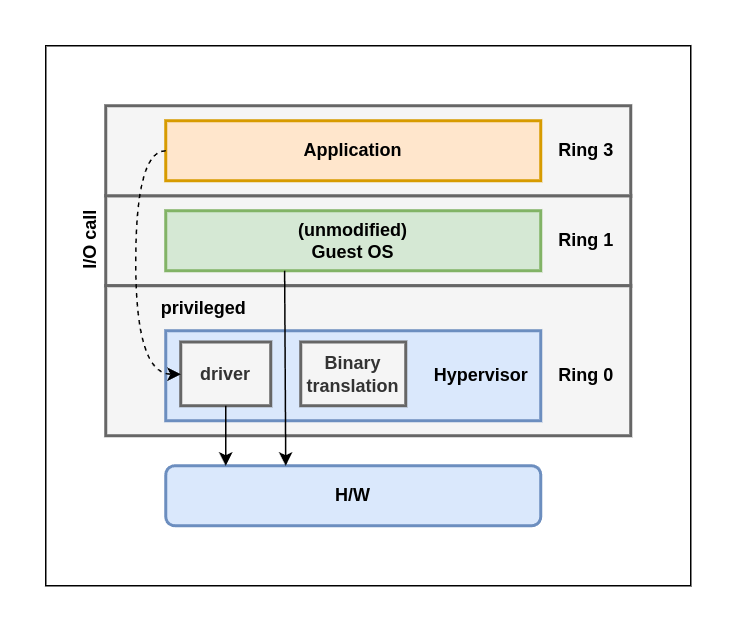 Application
Ring 3
(unmodified)
Guest OS
Ring 1
I/O call
privileged
driver
Binary
translation
Hypervisor
Ring 0
H/W